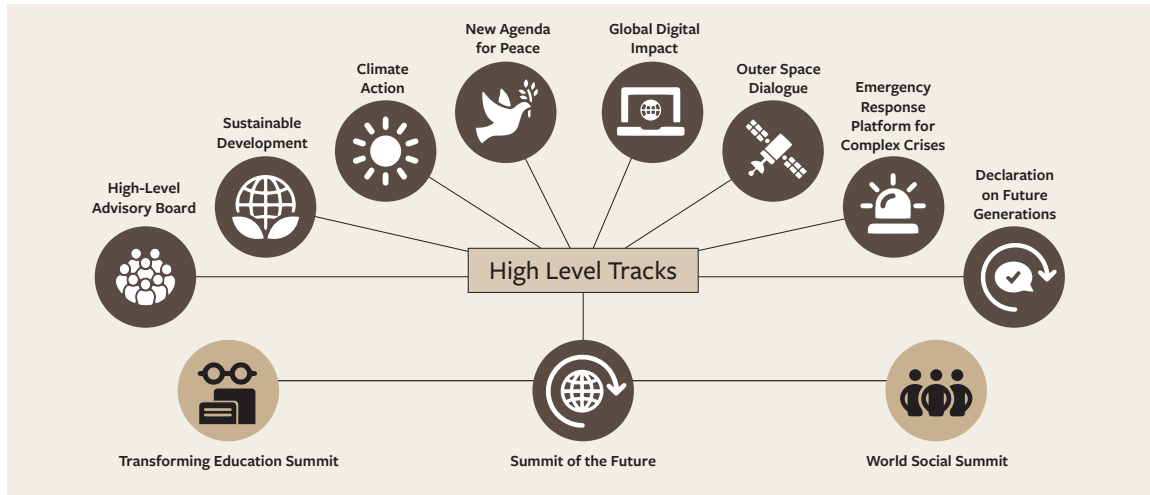 New Agenda
for Peace
Global Digital
Impact
Climate
Action
Outer Space
Dialogue
Emergency
Response
Platform for
Complex Crises
Sustainable
Development
High-Level
Advisory Board
Declaration
on Future
Generations
High Level Tracks
Transforming Education Summit
Summit of the Future
World Social Summit